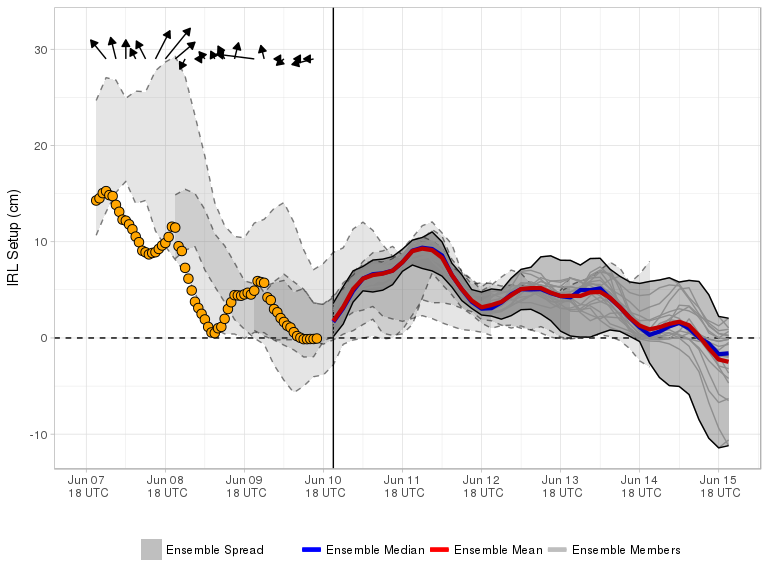 IRL Setup (cm)
30
20
10
0
-10
Jun 07 Jun 08 Jun 09 Jun 10 Jun 11 Jun 12 Jun 13 Jun 14 Jun 15
18 UTC 18 UTC 18 UTC 18 UTC 18 UTC 18 UTC 18 UTC 18 UTC 18 UTC
Ensemble Spread Ensemble Median Ensemble Mean Ensemble Members